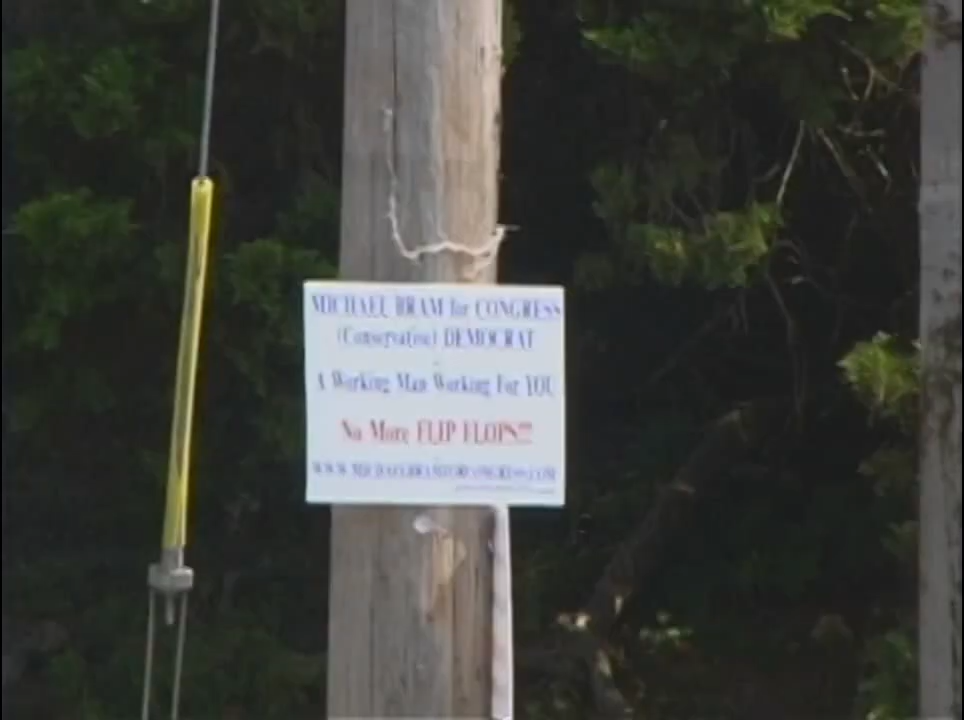 MICHAEL BRAM for CONGRESS
(Conservative) DEMOCRAT
A Working Man Working For YOU
No More FLIP FLOPS!!!
WWW.MICHAELBRAMFORCONGRESS.COM